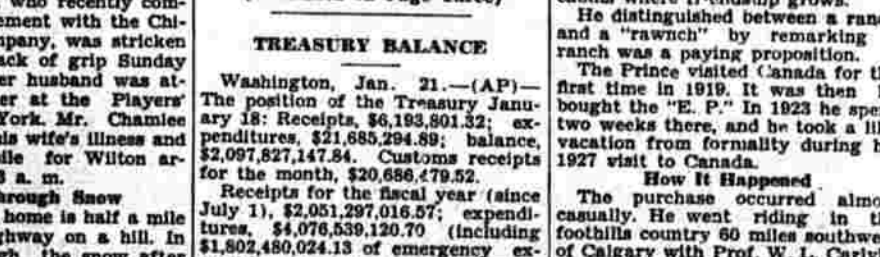 who recently com-
ement with the Chi-
mpany, was stricken
ack of grip Sunday
er husband was at-
er at the Players'
York. Mr. Chamlee
his wife's illness and
ile for Wilton ar-
a. m.
hrough Snow
home is half a mile
ghway on a hill. In
the snow after
TREASURY BALANCE
Washington, Jan. 21.—(AP)—
The position of the Treasury Janu-
ary 18: Receipts, $6,193,801.32; ex-
penditures, $21,685,294.89; balance,
$2,097,827,147.84. Customs receipts
for the month, $20,686,479.52.
Receipts for the fiscal year (since
July 1), $2,051,297,016.57; expendi-
tures, $4,076,539,120.70 (including
$1,802,480,024.13 of emergency ex-
He distinguished between a ran
and a "rawnch" by remarking
ranch was a paying proposition.
The Prince visited Canada for th
first time in 1919. It was then
bought the "E. P." In 1923 he spe
two weeks there, and he took a li
vacation from formality during h
1927 visit to Canada.
How It Happened
The purchase occurred almo
casually. He went riding in t
foothills country 60 miles southwe
of Calgary with Prof. W. L. Carlyl